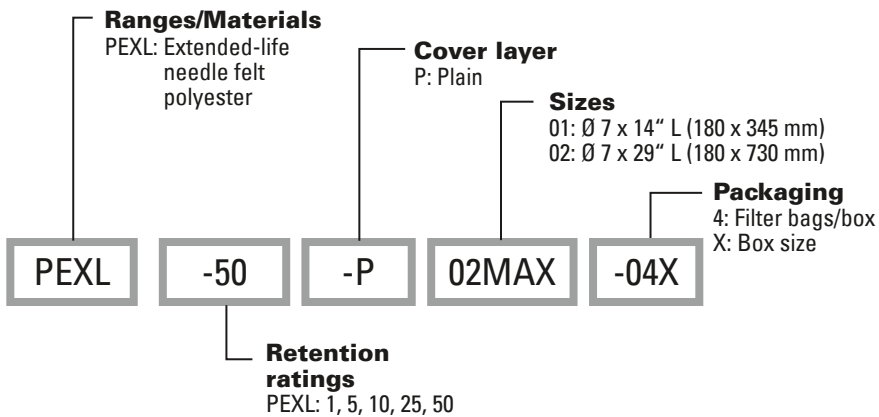 Ranges/Materials
PEXL: Extended-life
needle felt
polyester
Cover layer
P: Plain
Sizes
01: Ø 7 x 14“ L (180 x 345 mm)
02: Ø 7 x 29“ L (180 x 730 mm)
Packaging
4: Filter bags/box
X: Box size
PEXL -50 -P 02MAX -04X
Retention
ratings
PEXL: 1, 5, 10, 25, 50